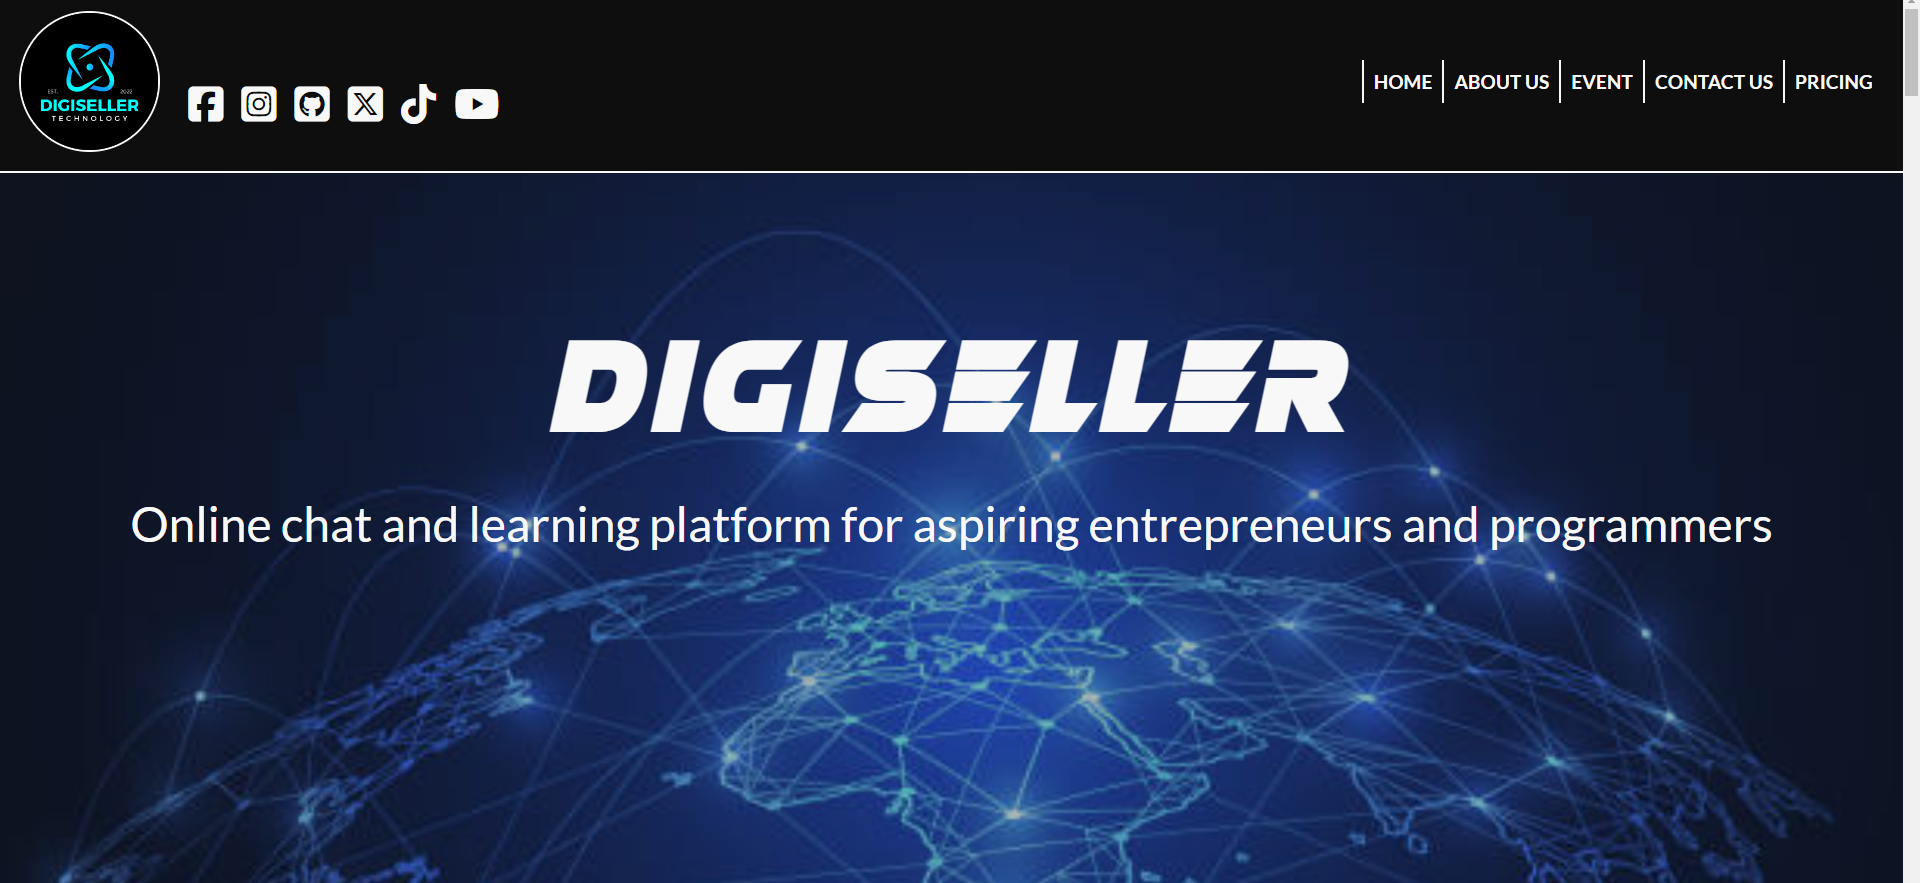 EST. 2022
DIGISELLER
TECHNOLOGY
HOME
ABOUT US
EVENT
CONTACT US
PRICING
DIGISELLER
Online chat and learning platform for aspiring entrepreneurs and programmers